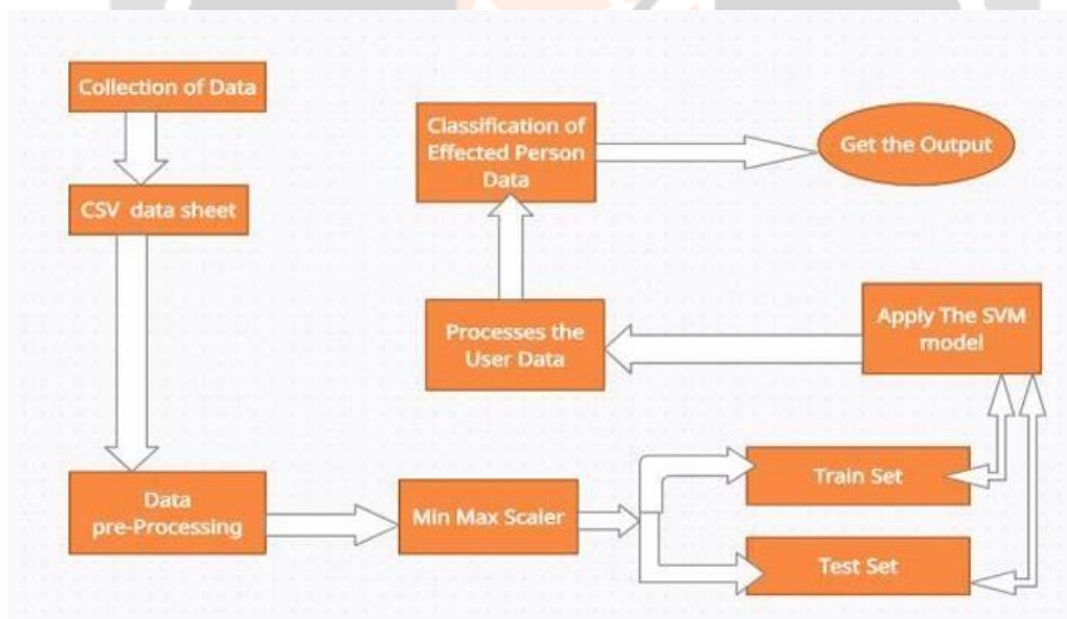 Collection of Data
CSV data sheet
Data
pre-Processing
Min Max Scaler
Train Set
Test Set
Apply The SVM
model
Processes the
User Data
Classification of
Effected Person
Data
Get the Output